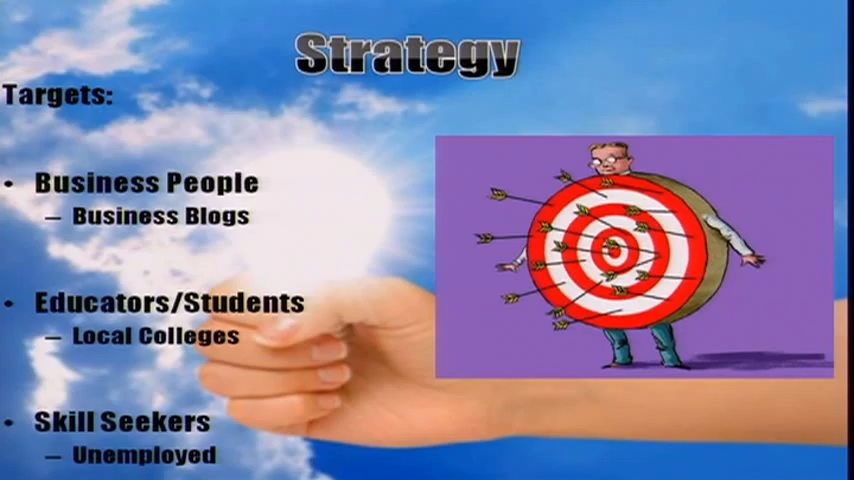 Strategy
Targets:
• Business People
– Business Blogs
• Educators/Students
– Local Colleges
• Skill Seekers
– Unemployed